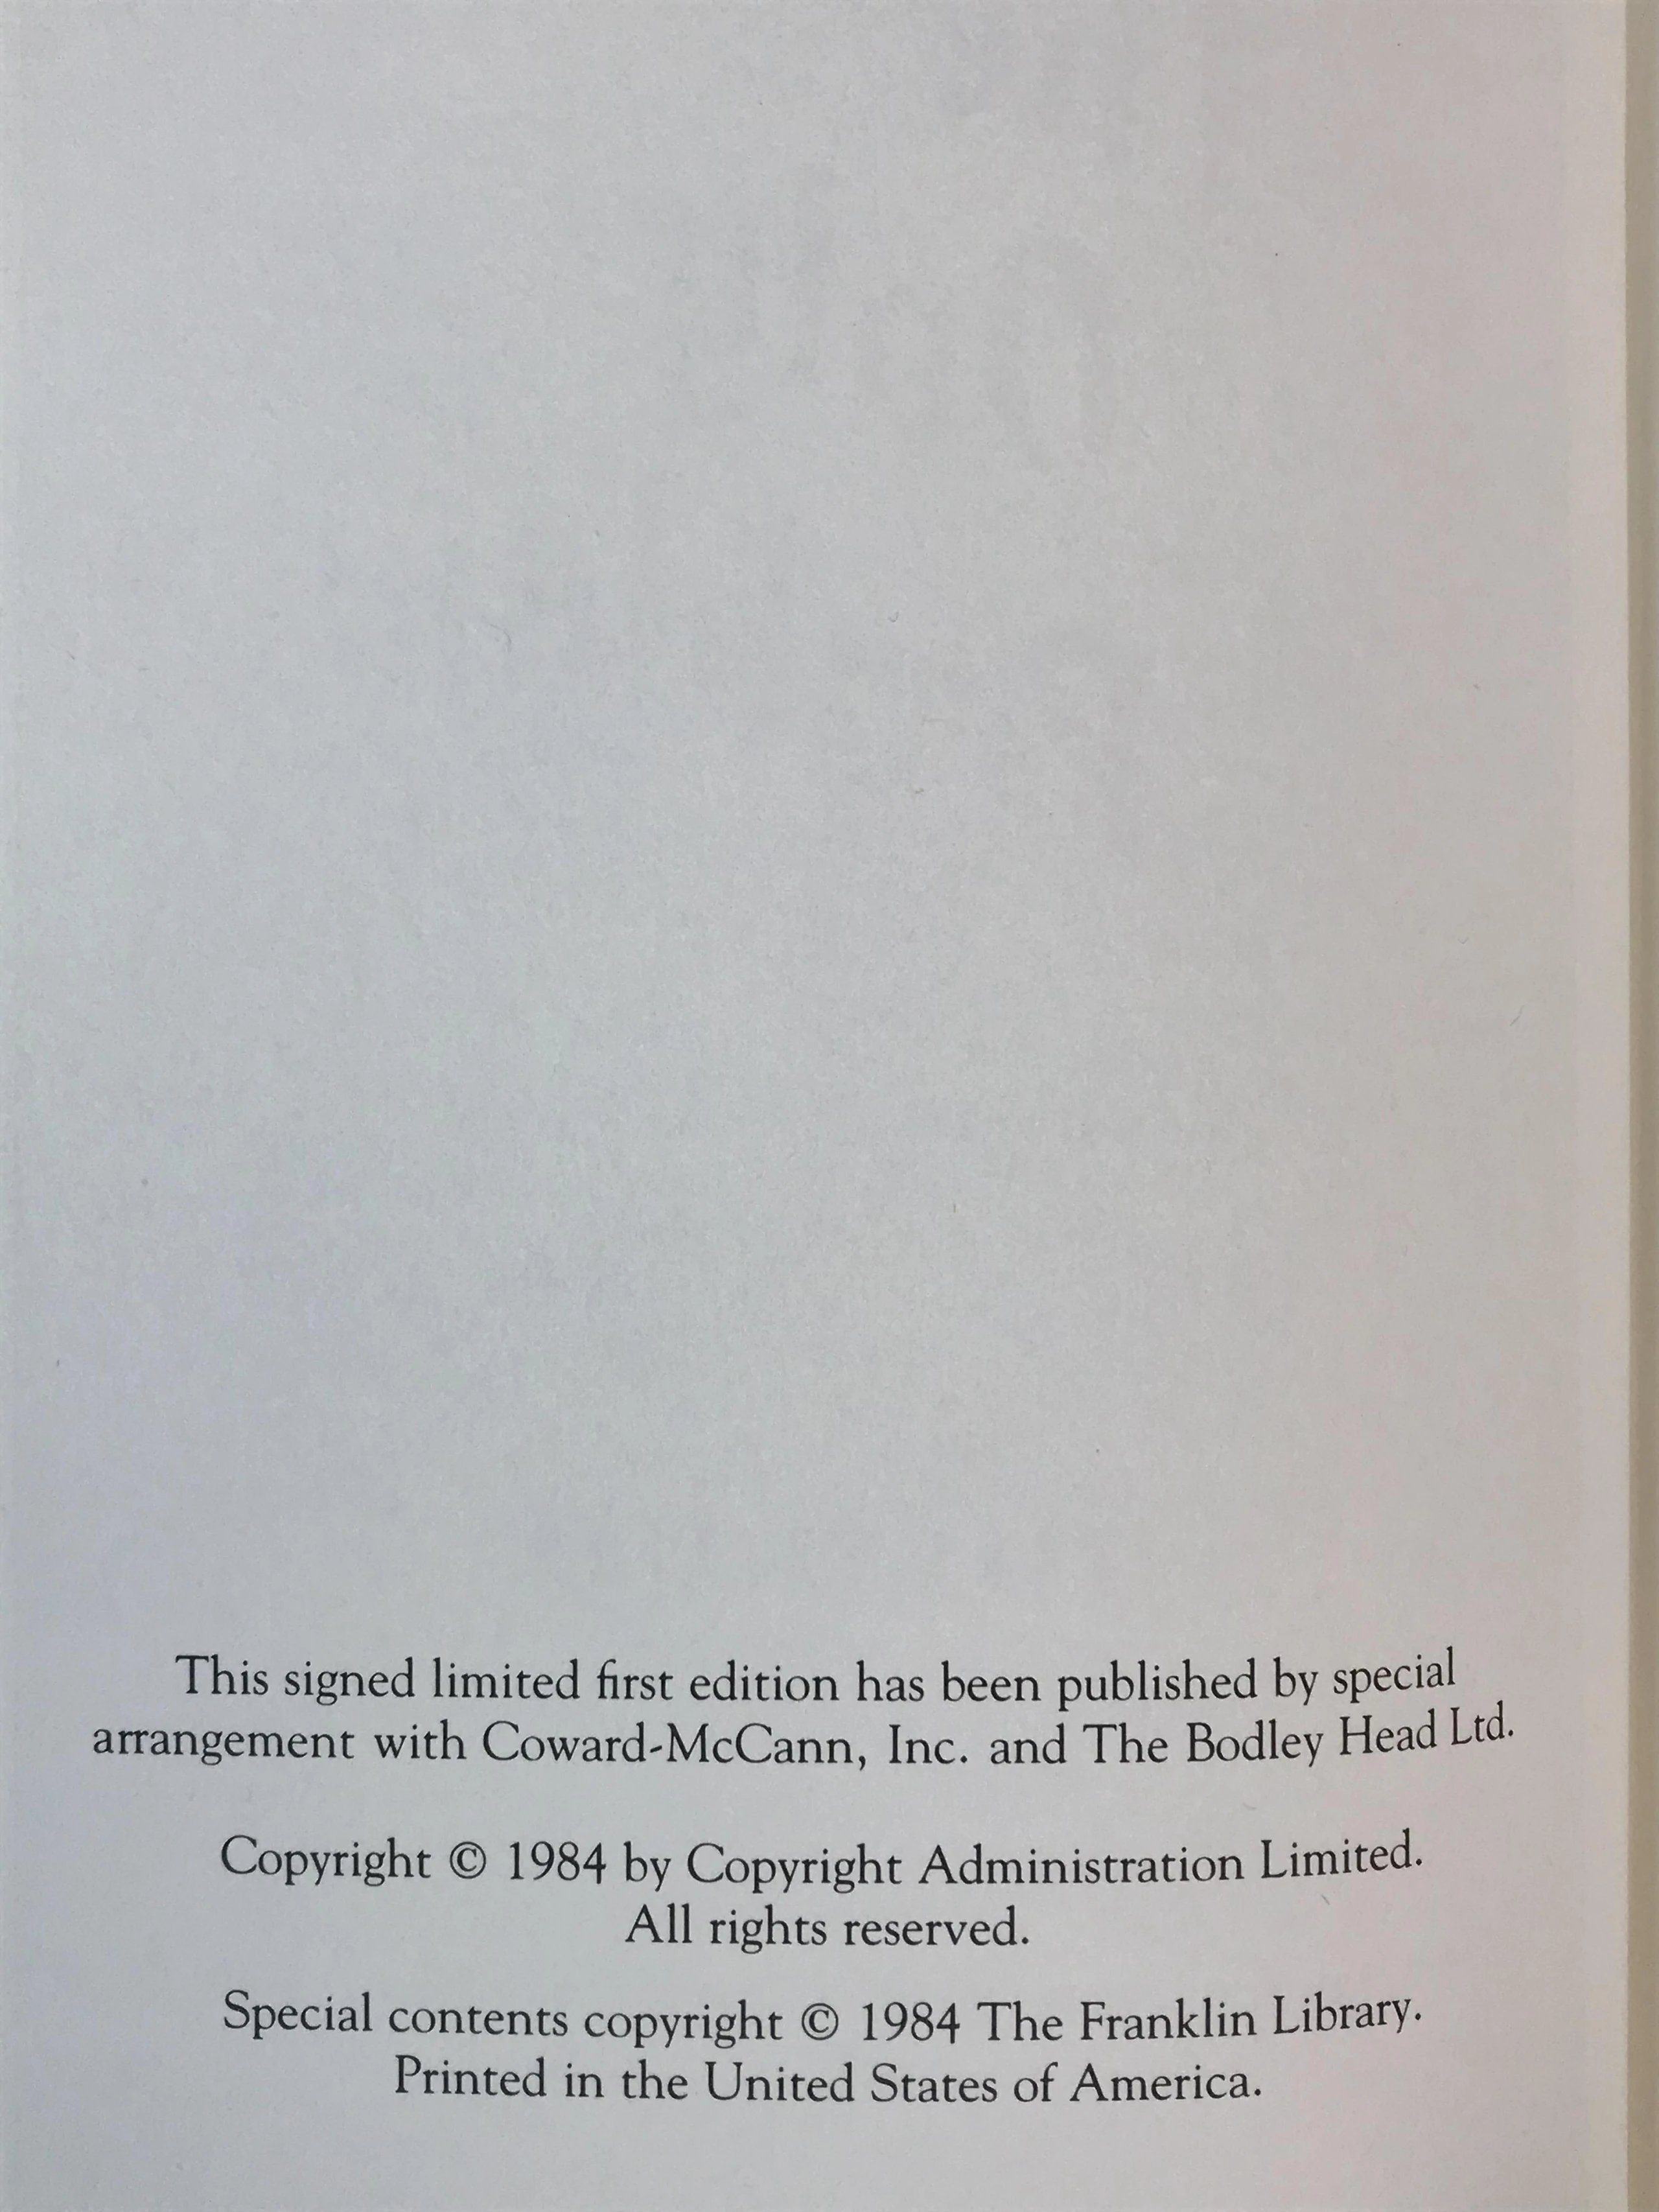 This signed limited first edition has been published by special
arrangement with Coward-McCann, Inc. and The Bodley Head Ltd.
Copyright © 1984 by Copyright Administration Limited.
All rights reserved.
Special contents copyright © 1984 The Franklin Library.
Printed in the United States of America.